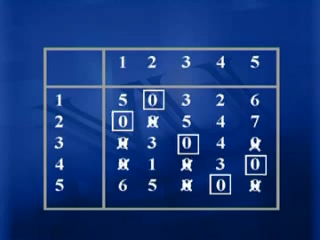 1 2 3 4 5
1 5 0 3 2 6
2 0 0 5 4 7
3 0 3 0 4 0
4 0 1 0 3 0
5 6 5 0 0 0